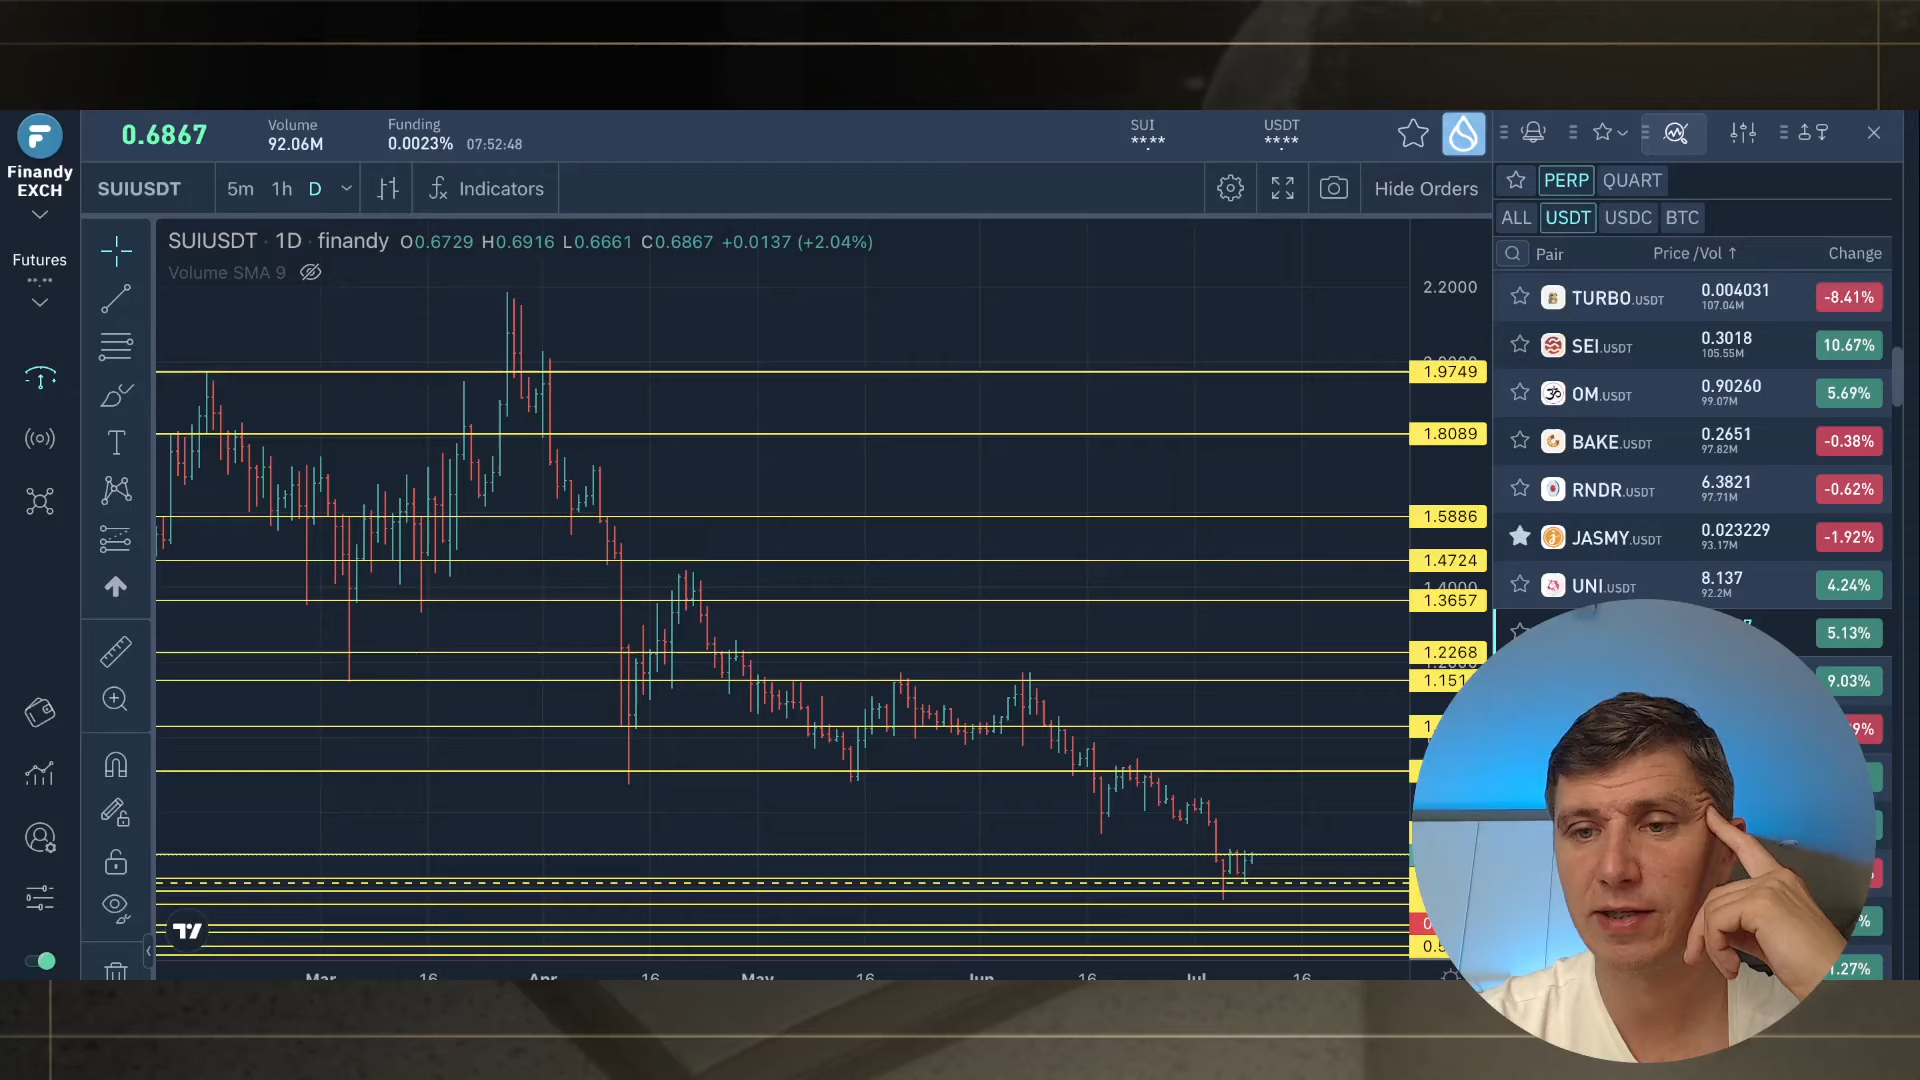 0.6867
Volume
92.06M
Funding
0.0023% 07:52:48
SUI
****
USDT
****
Finandy
EXCH
Futures
**.**
SUIUSDT 5m 1h D Indicators Hide Orders
SUIUSDT · 1D · finandy O0.6729 H0.6916 L0.6661 C0.6867 +0.0137 (+2.04%)
Volume SMA 9
2.2000
1.9749
1.8089
1.5886
1.4724
1.4000
1.3657
1.2268
1.2000
1.151
Mar 16 Apr 16 May 16 Jun 16 Jul 16
PERP QUART
ALL USDT USDC BTC
Pair Price /Vol ↑ Change
TURBO.USDT 0.004031 107.04M -8.41%
SEI.USDT 0.3018 105.55M 10.67%
OM.USDT 0.90260 99.07M 5.69%
BAKE.USDT 0.2651 97.82M -0.38%
RNDR.USDT 6.3821 97.71M -0.62%
JASMY.USDT 0.023229 93.17M -1.92%
UNI.USDT 8.137 92.2M 4.24%
5.13%
9.03%